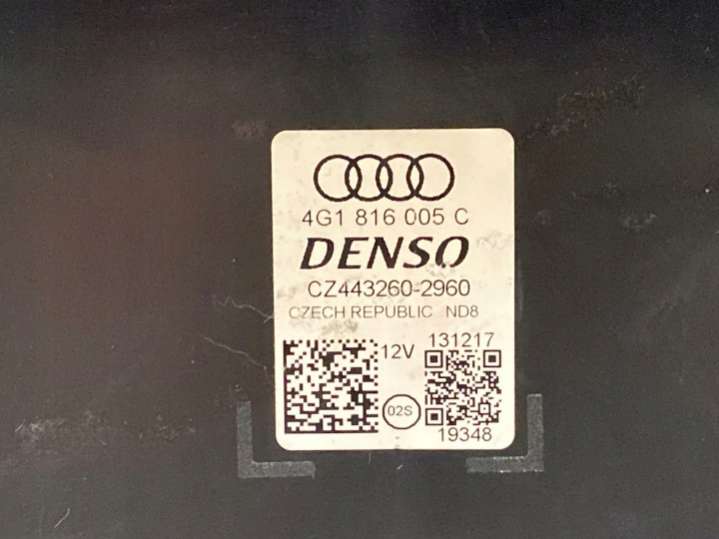 4G1 816 005 C
DENSO
CZ443260-2960
CZECH REPUBLIC ND8
12V
131217
02S
19348